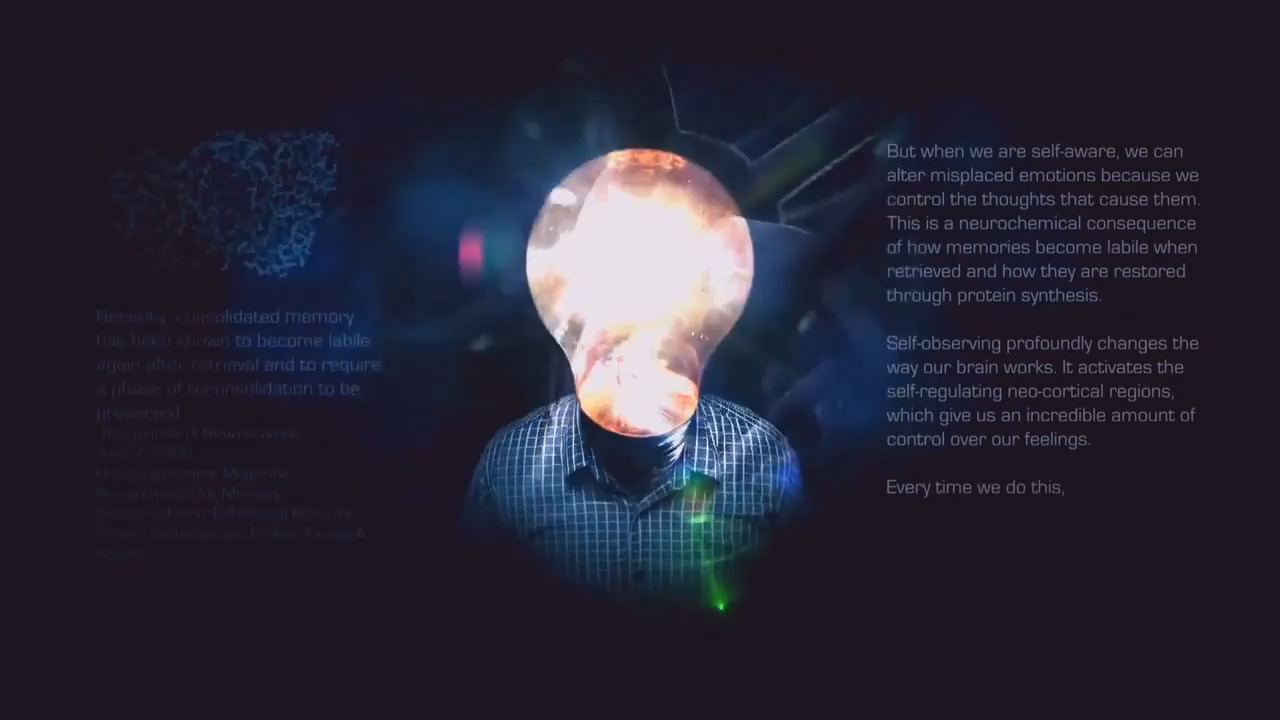 Recently, consolidated memory
has been shown to become labile
again after retrieval and to require
a phase of reconsolidation to be
preserved.
The Journal of Neuroscience
But when we are self-aware, we can
alter misplaced emotions because we
control the thoughts that cause them.
This is a neurochemical consequence
of how memories become labile when
retrieved and how they are restored
through protein synthesis.
Self-observing profoundly changes the
way our brain works. It activates the
self-regulating neo-cortical regions,
which give us an incredible amount of
control over our feelings.
Every time we do this,